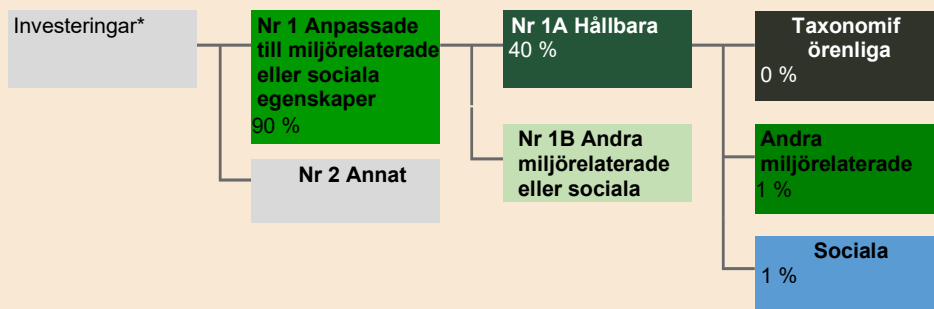 Investeringar*
Nr 1 Anpassade
till miljörelaterade
eller sociala
egenskaper
90 %
Nr 2 Annat
Nr 1A Hållbara
40 %
Nr 1B Andra
miljörelaterade
eller sociala
Taxonomif
örenliga
0 %
Andra
miljörelaterade
1 %
Sociala
1 %